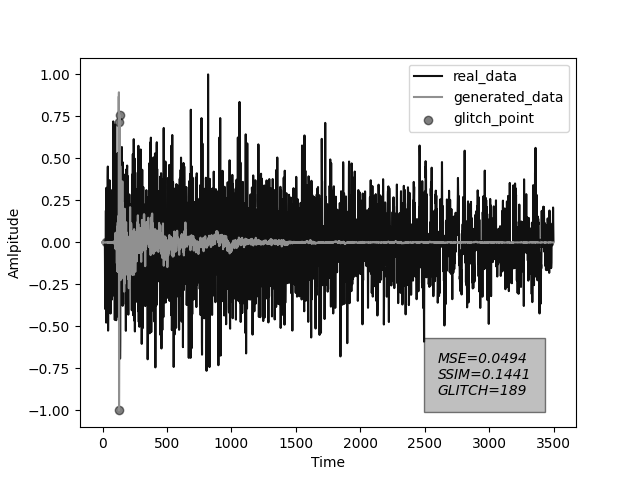 1.00
0.75
0.50
0.25
0.00
−0.25
−0.50
−0.75
−1.00
Amlpitude
real_data
generated_data
glitch_point
MSE=0.0494
SSIM=0.1441
GLITCH=189
0 500 1000 1500 2000 2500 3000 3500
Time